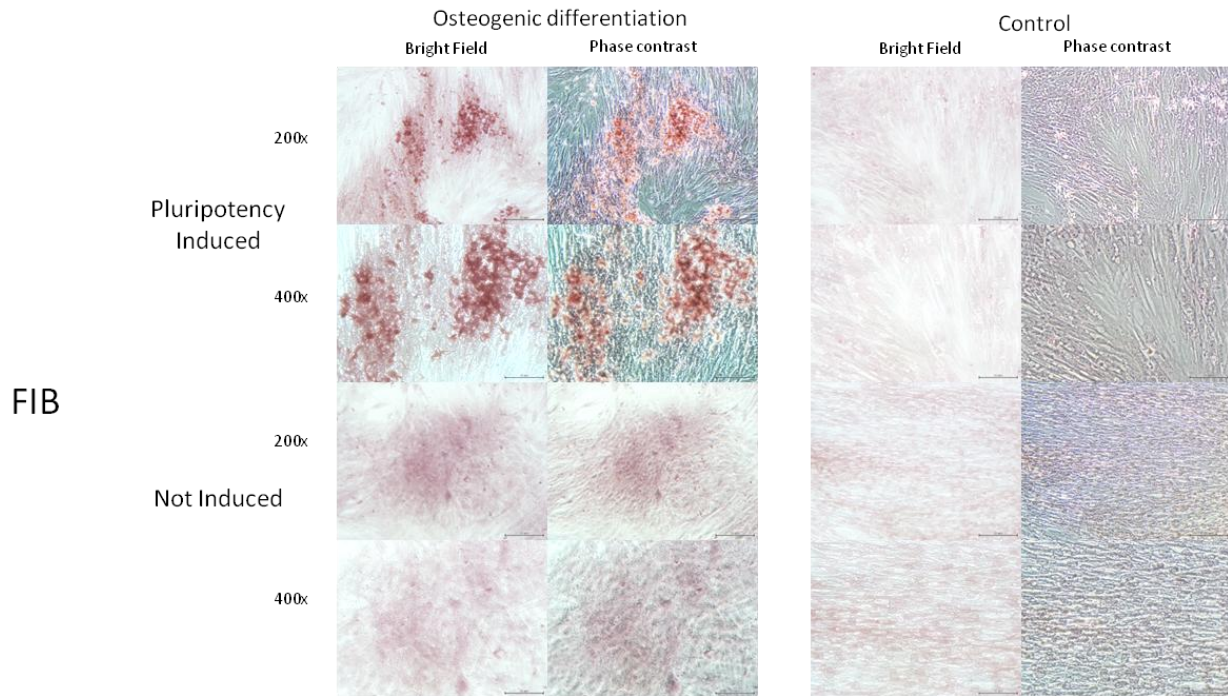 Osteogenic differentiation
Control
Bright Field
Phase contrast
Bright Field
Phase contrast
200x
Pluripotency
Induced
400x
FIB
200x
Not Induced
400x